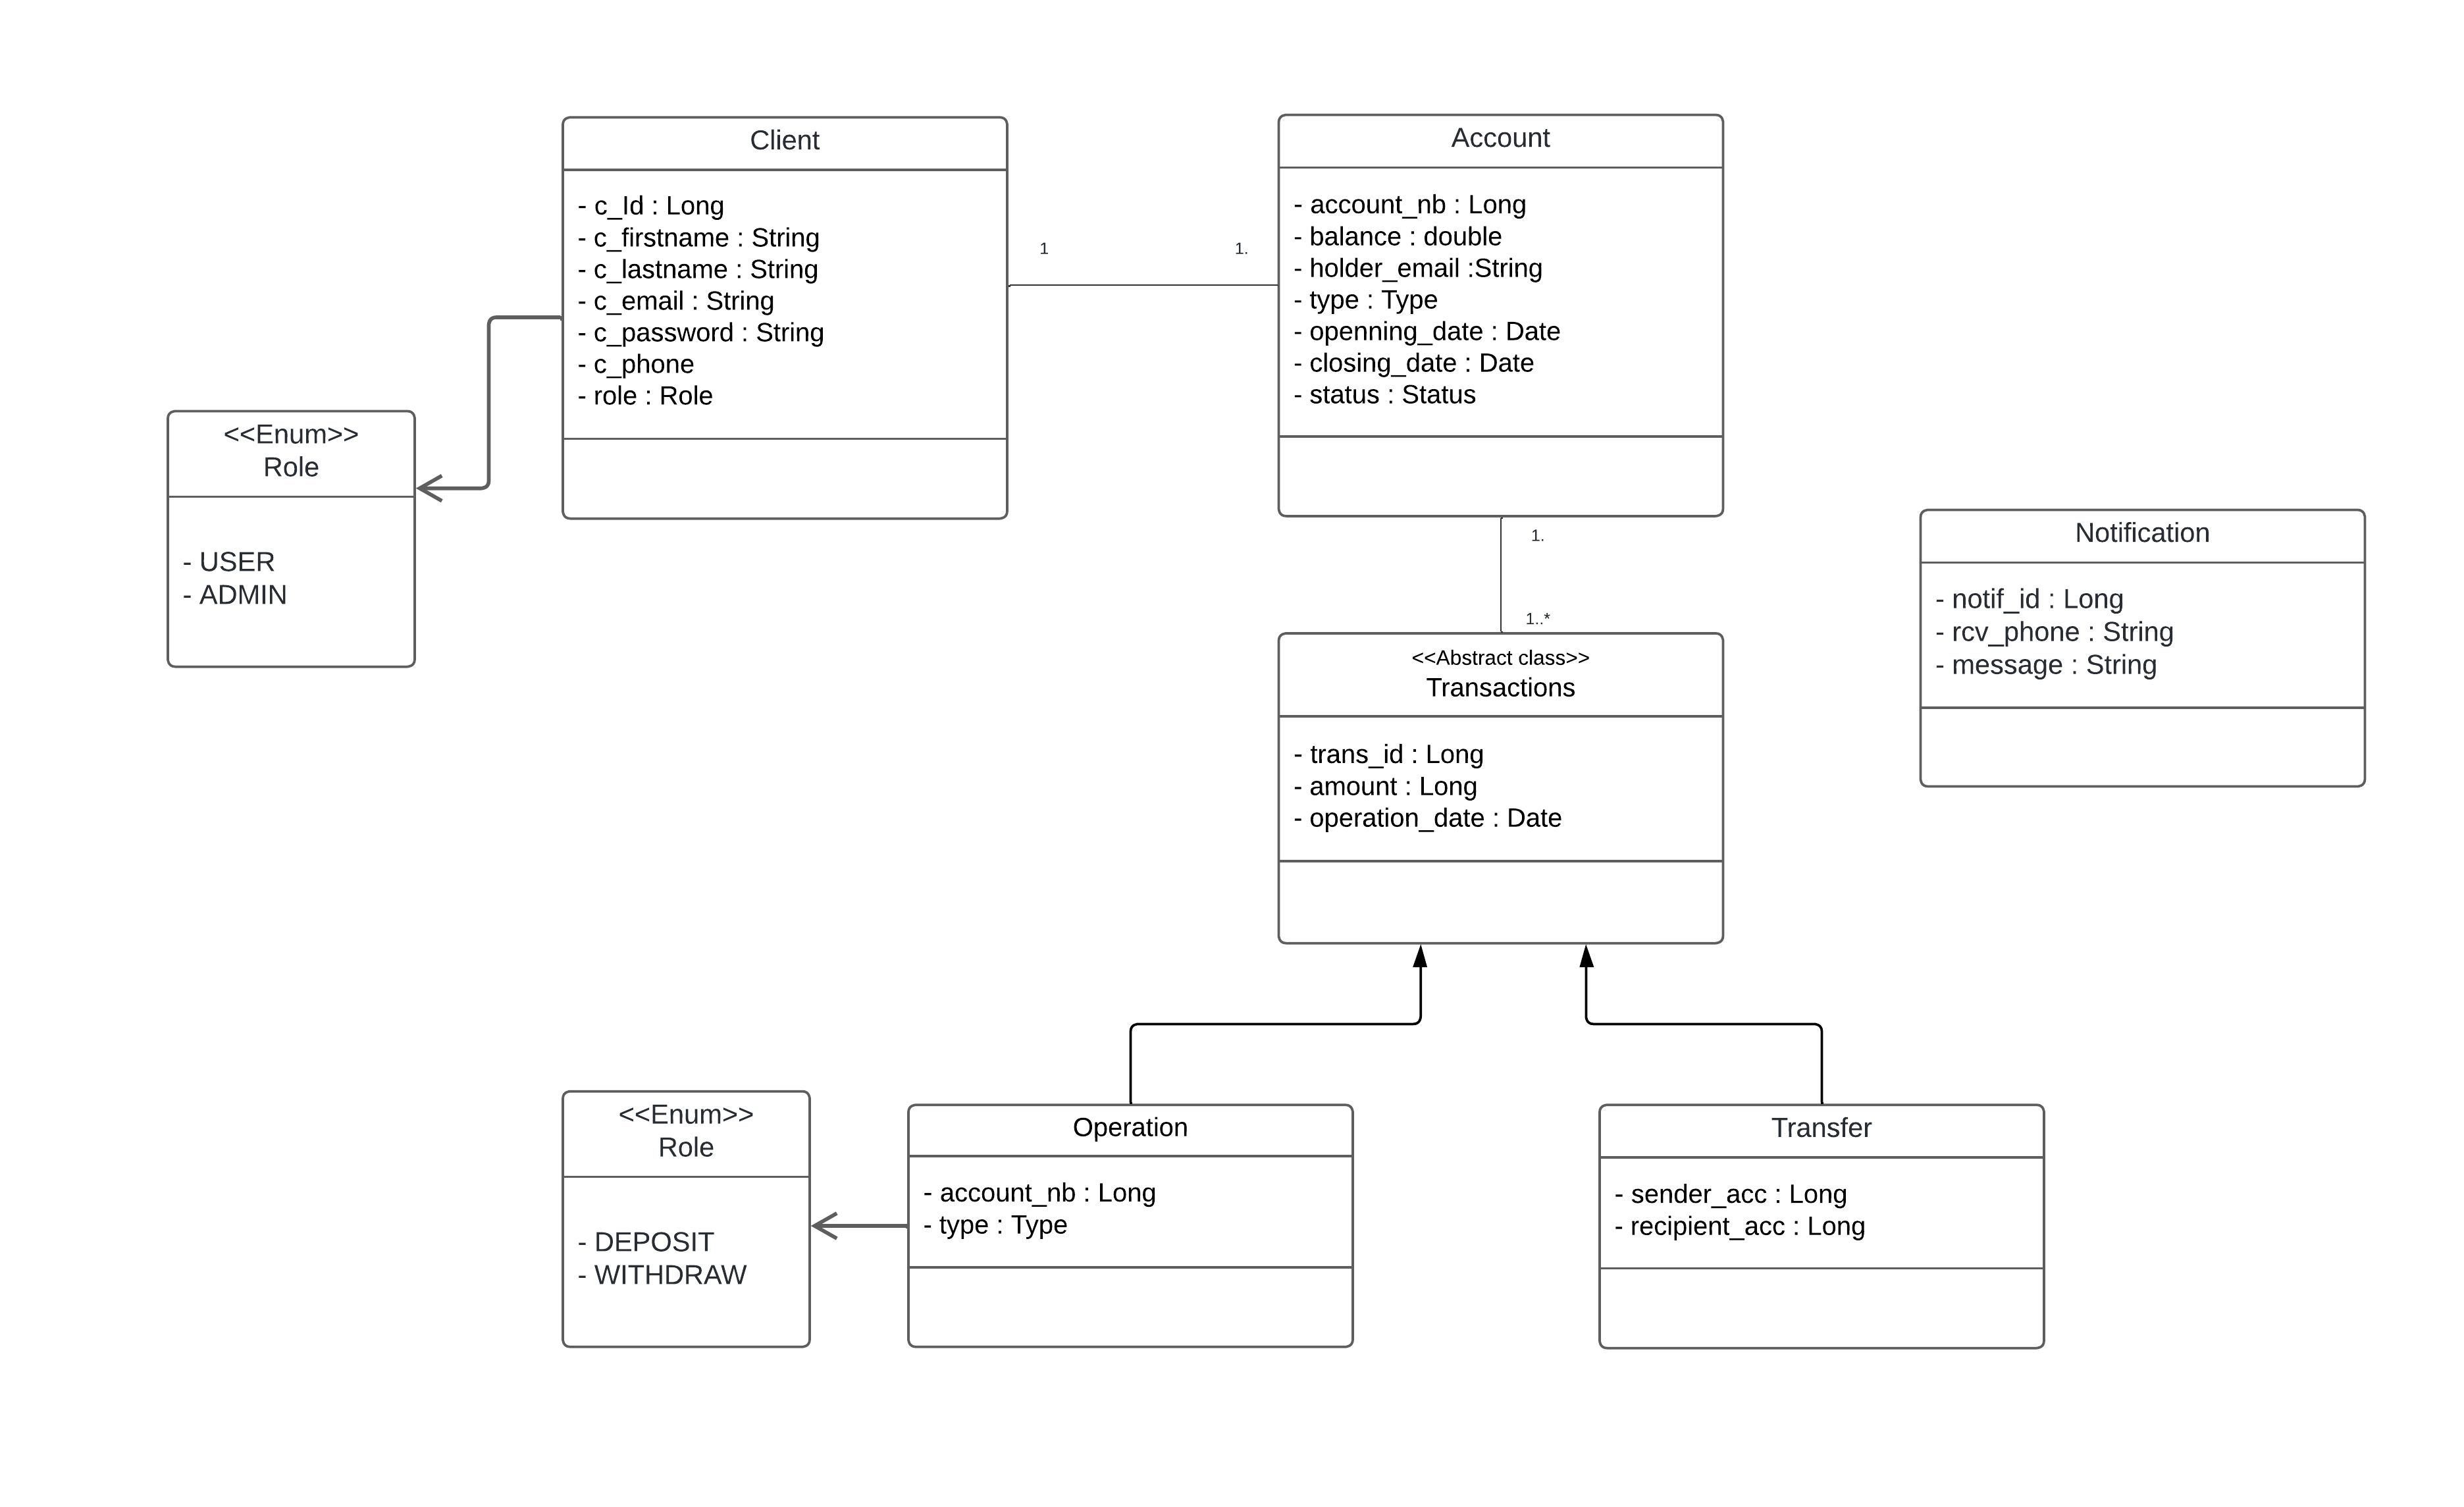 Client
- c_Id : Long
- c_firstname : String
- c_lastname : String
- c_email : String
- c_password : String
- c_phone
- role : Role
1
1.
Account
- account_nb : Long
- balance : double
- holder_email :String
- type : Type
- openning_date : Date
- closing_date : Date
- status : Status
<<Enum>>
Role
- USER
- ADMIN
1.
1..*
Notification
- notif_id : Long
- rcv_phone : String
- message : String
<<Abstract class>>
Transactions
- trans_id : Long
- amount : Long
- operation_date : Date
<<Enum>>
Role
- DEPOSIT
- WITHDRAW
Operation
- account_nb : Long
- type : Type
Transfer
- sender_acc : Long
- recipient_acc : Long